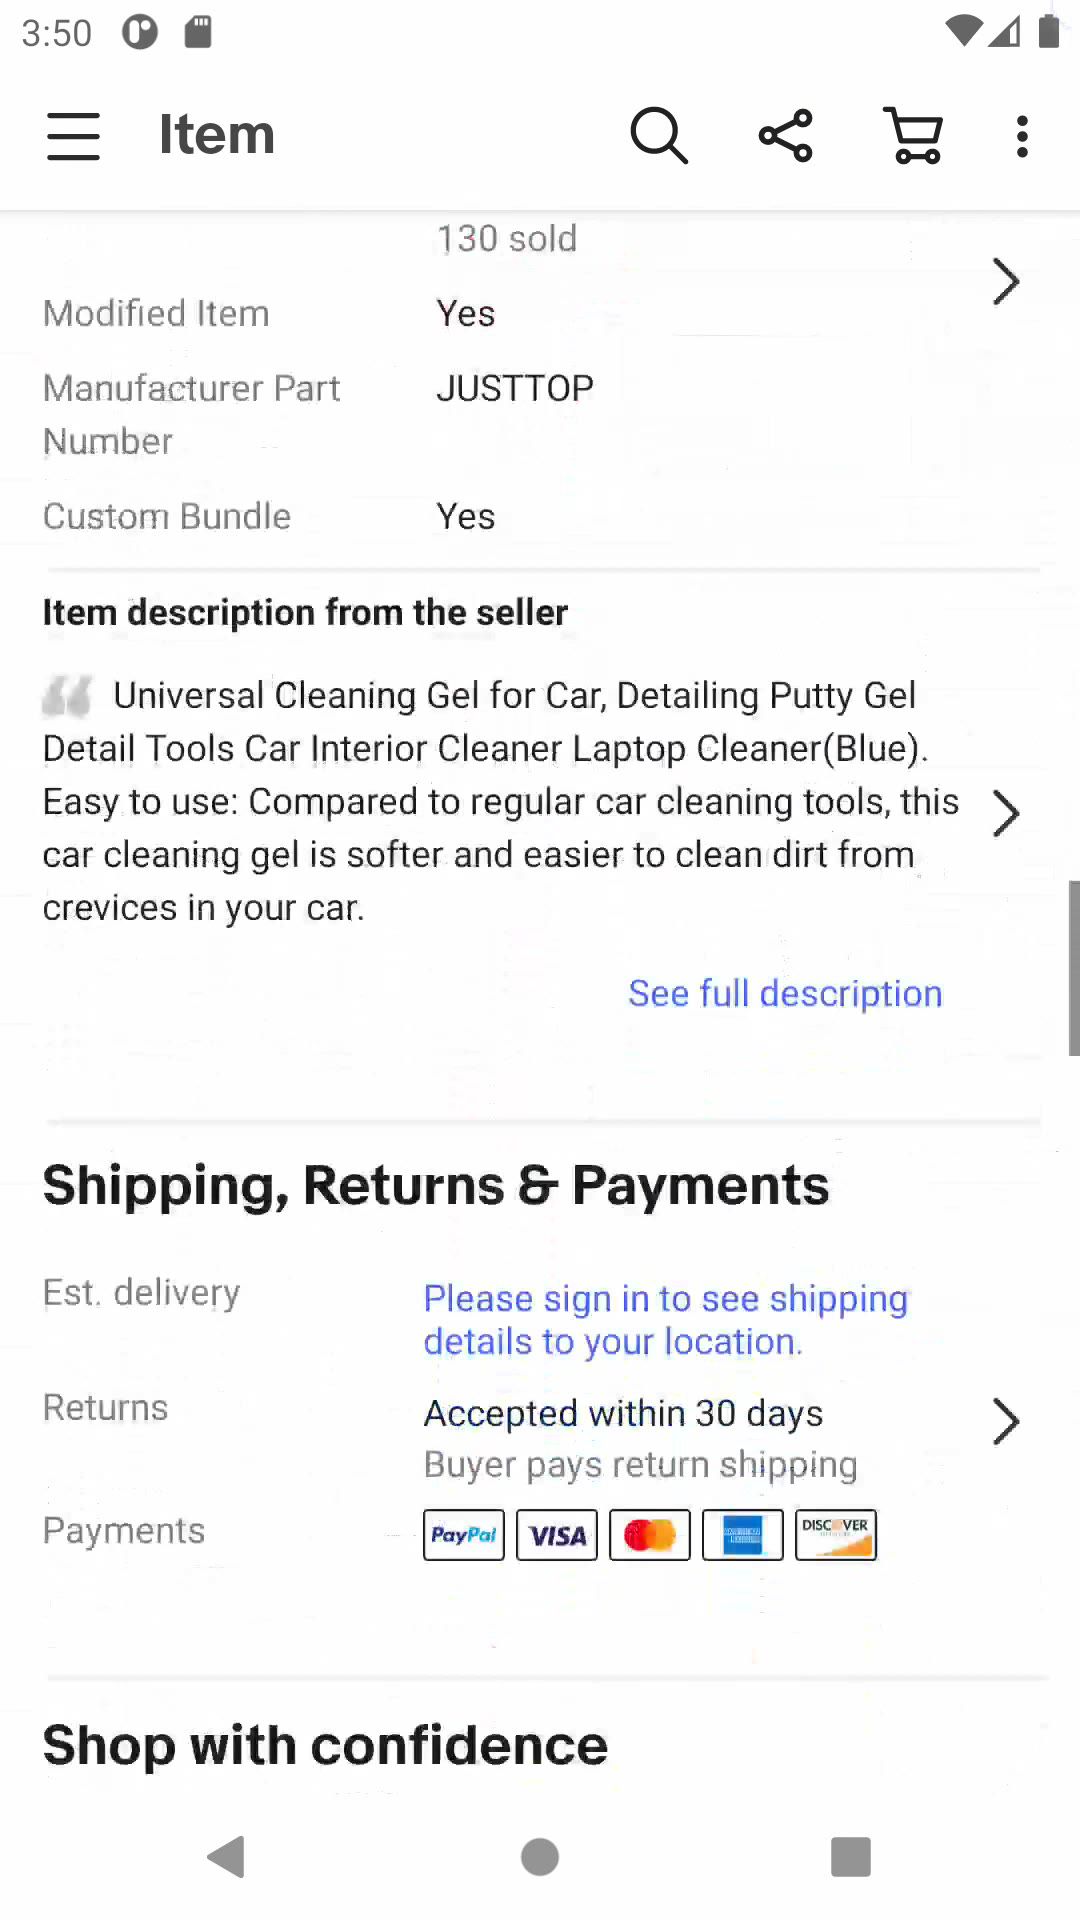 3:50
Item
130 sold
Modified Item Yes
Manufacturer Part JUSTTOP
Number
Custom Bundle Yes
Item description from the seller
Universal Cleaning Gel for Car, Detailing Putty Gel
Detail Tools Car Interior Cleaner Laptop Cleaner(Blue).
Easy to use: Compared to regular car cleaning tools, this
car cleaning gel is softer and easier to clean dirt from
crevices in your car.
See full description
Shipping, Returns & Payments
Est. delivery Please sign in to see shipping
details to your location.
Returns Accepted within 30 days
Buyer pays return shipping
Payments PayPal VISA DISCOVER
Shop with confidence